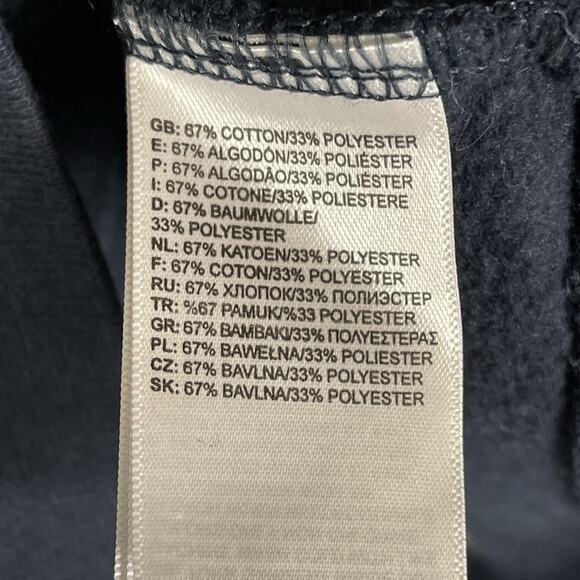 GB: 67% COTTON/33% POLYESTER
E: 67% ALGODÓN/33% POLIÉSTER
P: 67% ALGODÃO/33% POLIÉSTER
I: 67% COTONE/33% POLIESTERE
D: 67% BAUMWOLLE/
33% POLYESTER
NL: 67% KATOEN/33% POLYESTER
F: 67% COTON/33% POLYESTER
RU: 67% ХЛОПОК/33% ПОЛИЭСТЕР
TR: %67 PAMUK/%33 POLYESTER
GR: 67% ΒΑΜΒΑΚΙ/33% ΠΟΛΥΕΣΤΕΡΑΣ
PL: 67% BAWEŁNA/33% POLIESTER
CZ: 67% BAVLNA/33% POLYESTER
SK: 67% BAVLNA/33% POLYESTER